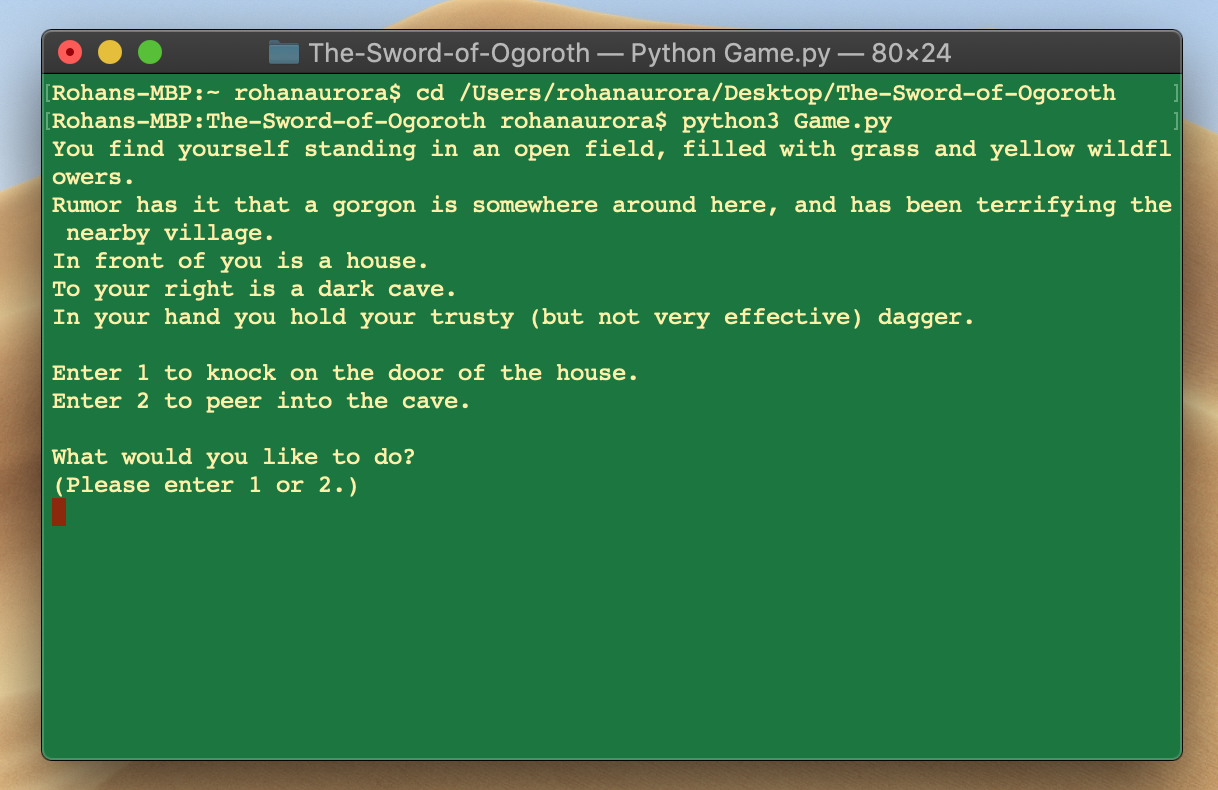 The-Sword-of-Ogoroth — Python Game.py — 80×24
[Rohans-MBP:~ rohanaurora$ cd /Users/rohanaurora/Desktop/The-Sword-of-Ogoroth ]
[Rohans-MBP:The-Sword-of-Ogoroth rohanaurora$ python3 Game.py ]
You find yourself standing in an open field, filled with grass and yellow wildfl
owers.
Rumor has it that a gorgon is somewhere around here, and has been terrifying the
 nearby village.
In front of you is a house.
To your right is a dark cave.
In your hand you hold your trusty (but not very effective) dagger.

Enter 1 to knock on the door of the house.
Enter 2 to peer into the cave.

What would you like to do?
(Please enter 1 or 2.)